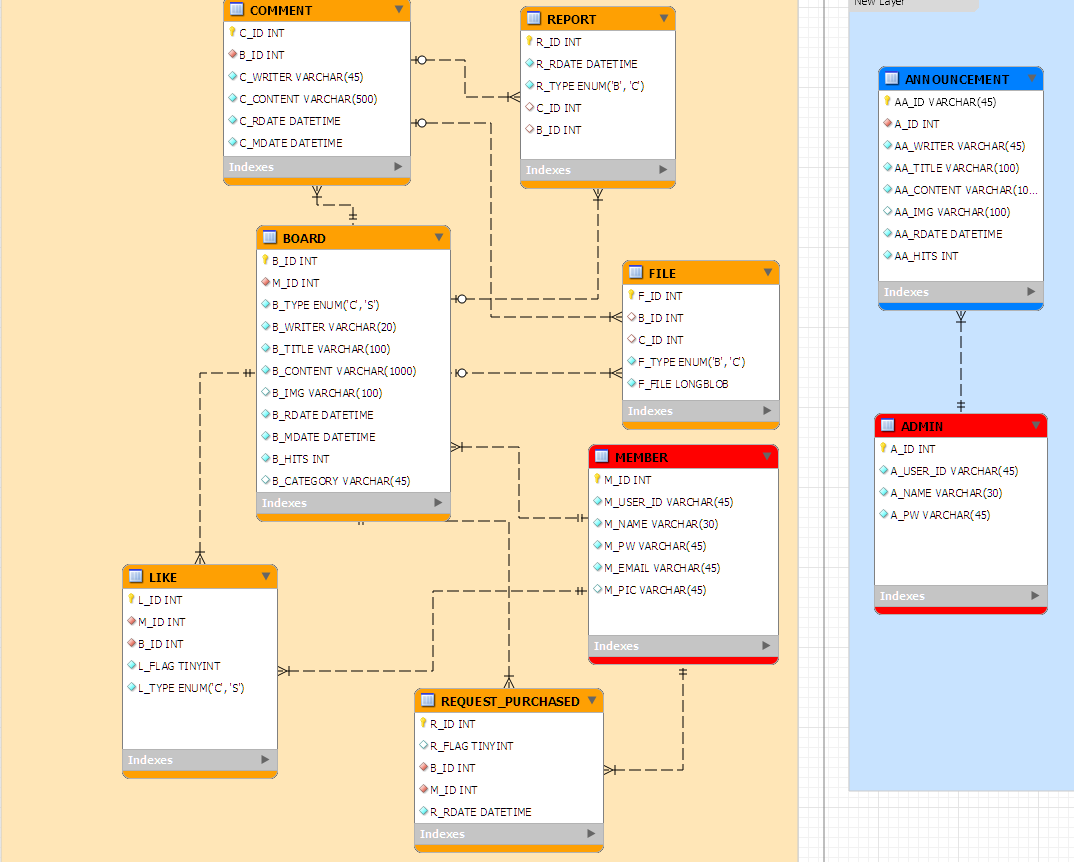 New Layer
COMMENT
C_ID INT
B_ID INT
C_WRITER VARCHAR(45)
C_CONTENT VARCHAR(500)
C_RDATE DATETIME
C_MDATE DATETIME
Indexes
REPORT
R_ID INT
R_RDATE DATETIME
R_TYPE ENUM('B', 'C')
C_ID INT
B_ID INT
Indexes
BOARD
B_ID INT
M_ID INT
B_TYPE ENUM('C', 'S')
B_WRITER VARCHAR(20)
B_TITLE VARCHAR(100)
B_CONTENT VARCHAR(1000)
B_IMG VARCHAR(100)
B_RDATE DATETIME
B_MDATE DATETIME
B_HITS INT
B_CATEGORY VARCHAR(45)
Indexes
FILE
F_ID INT
B_ID INT
C_ID INT
F_TYPE ENUM('B', 'C')
F_FILE LONGBLOB
Indexes
MEMBER
M_ID INT
M_USER_ID VARCHAR(45)
M_NAME VARCHAR(30)
M_PW VARCHAR(45)
M_EMAIL VARCHAR(45)
M_PIC VARCHAR(45)
Indexes
LIKE
L_ID INT
M_ID INT
B_ID INT
L_FLAG TINYINT
L_TYPE ENUM('C', 'S')
Indexes
REQUEST_PURCHASED
R_ID INT
R_FLAG TINYINT
B_ID INT
M_ID INT
R_RDATE DATETIME
Indexes
ANNOUNCEMENT
AA_ID VARCHAR(45)
A_ID INT
AA_WRITER VARCHAR(45)
AA_TITLE VARCHAR(100)
AA_CONTENT VARCHAR(10...
AA_IMG VARCHAR(100)
AA_RDATE DATETIME
AA_HITS INT
Indexes
ADMIN
A_ID INT
A_USER_ID VARCHAR(45)
A_NAME VARCHAR(30)
A_PW VARCHAR(45)
Indexes